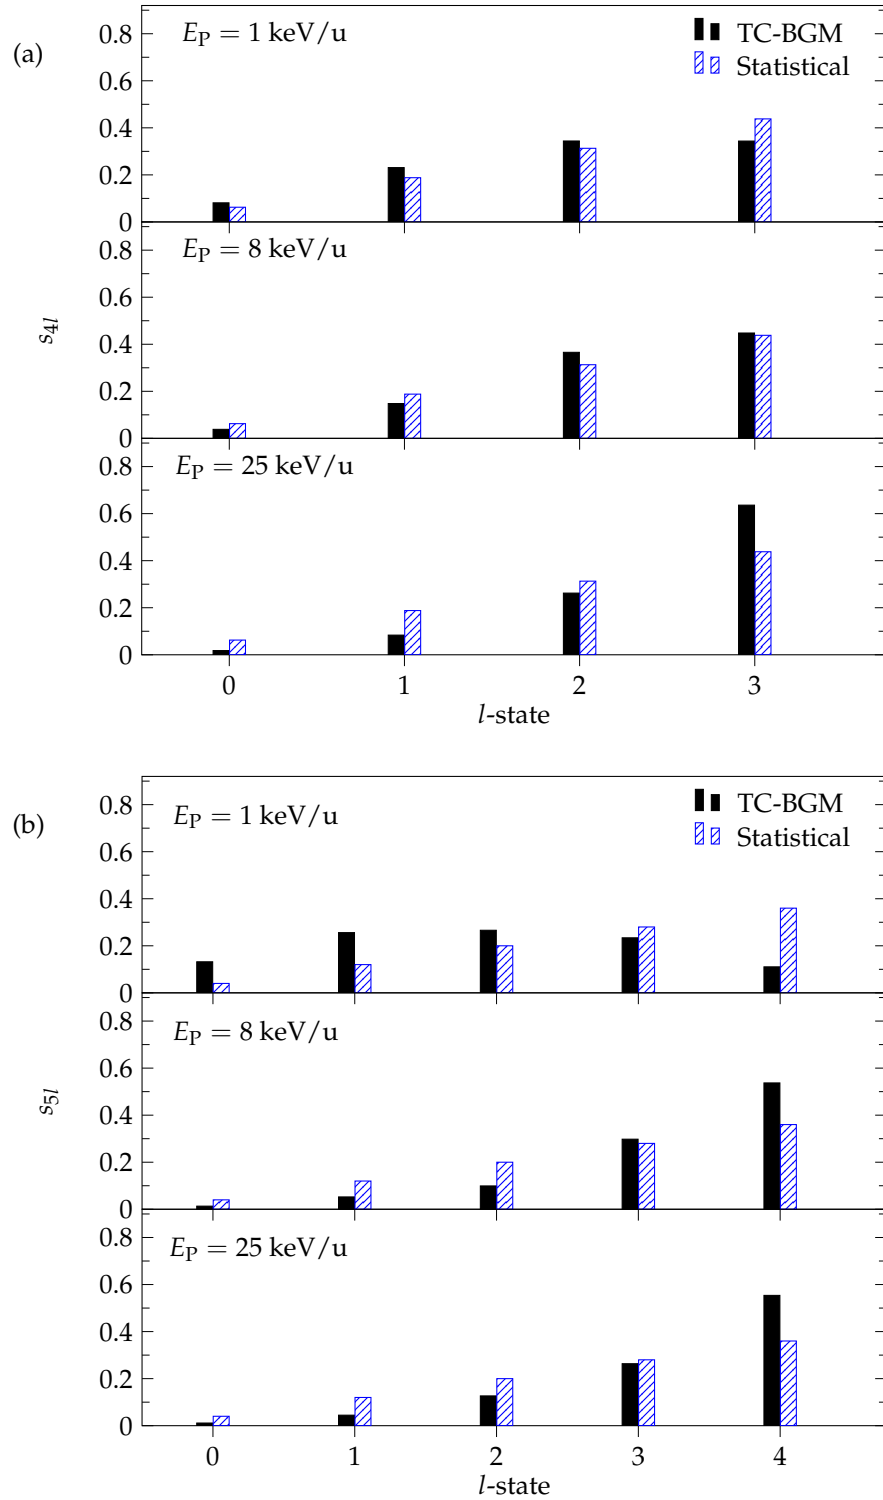 (a)
E_P = 1 keV/u
TC-BGM
Statistical
0.8
0.6
0.4
0.2
0
E_P = 8 keV/u
0.8
0.6
0.4
0.2
0
s_{4l}
E_P = 25 keV/u
0.8
0.6
0.4
0.2
0
0 1 2 3
l-state
(b)
E_P = 1 keV/u
TC-BGM
Statistical
0.8
0.6
0.4
0.2
0
E_P = 8 keV/u
0.8
0.6
0.4
0.2
0
s_{5l}
E_P = 25 keV/u
0.8
0.6
0.4
0.2
0
0 1 2 3 4
l-state